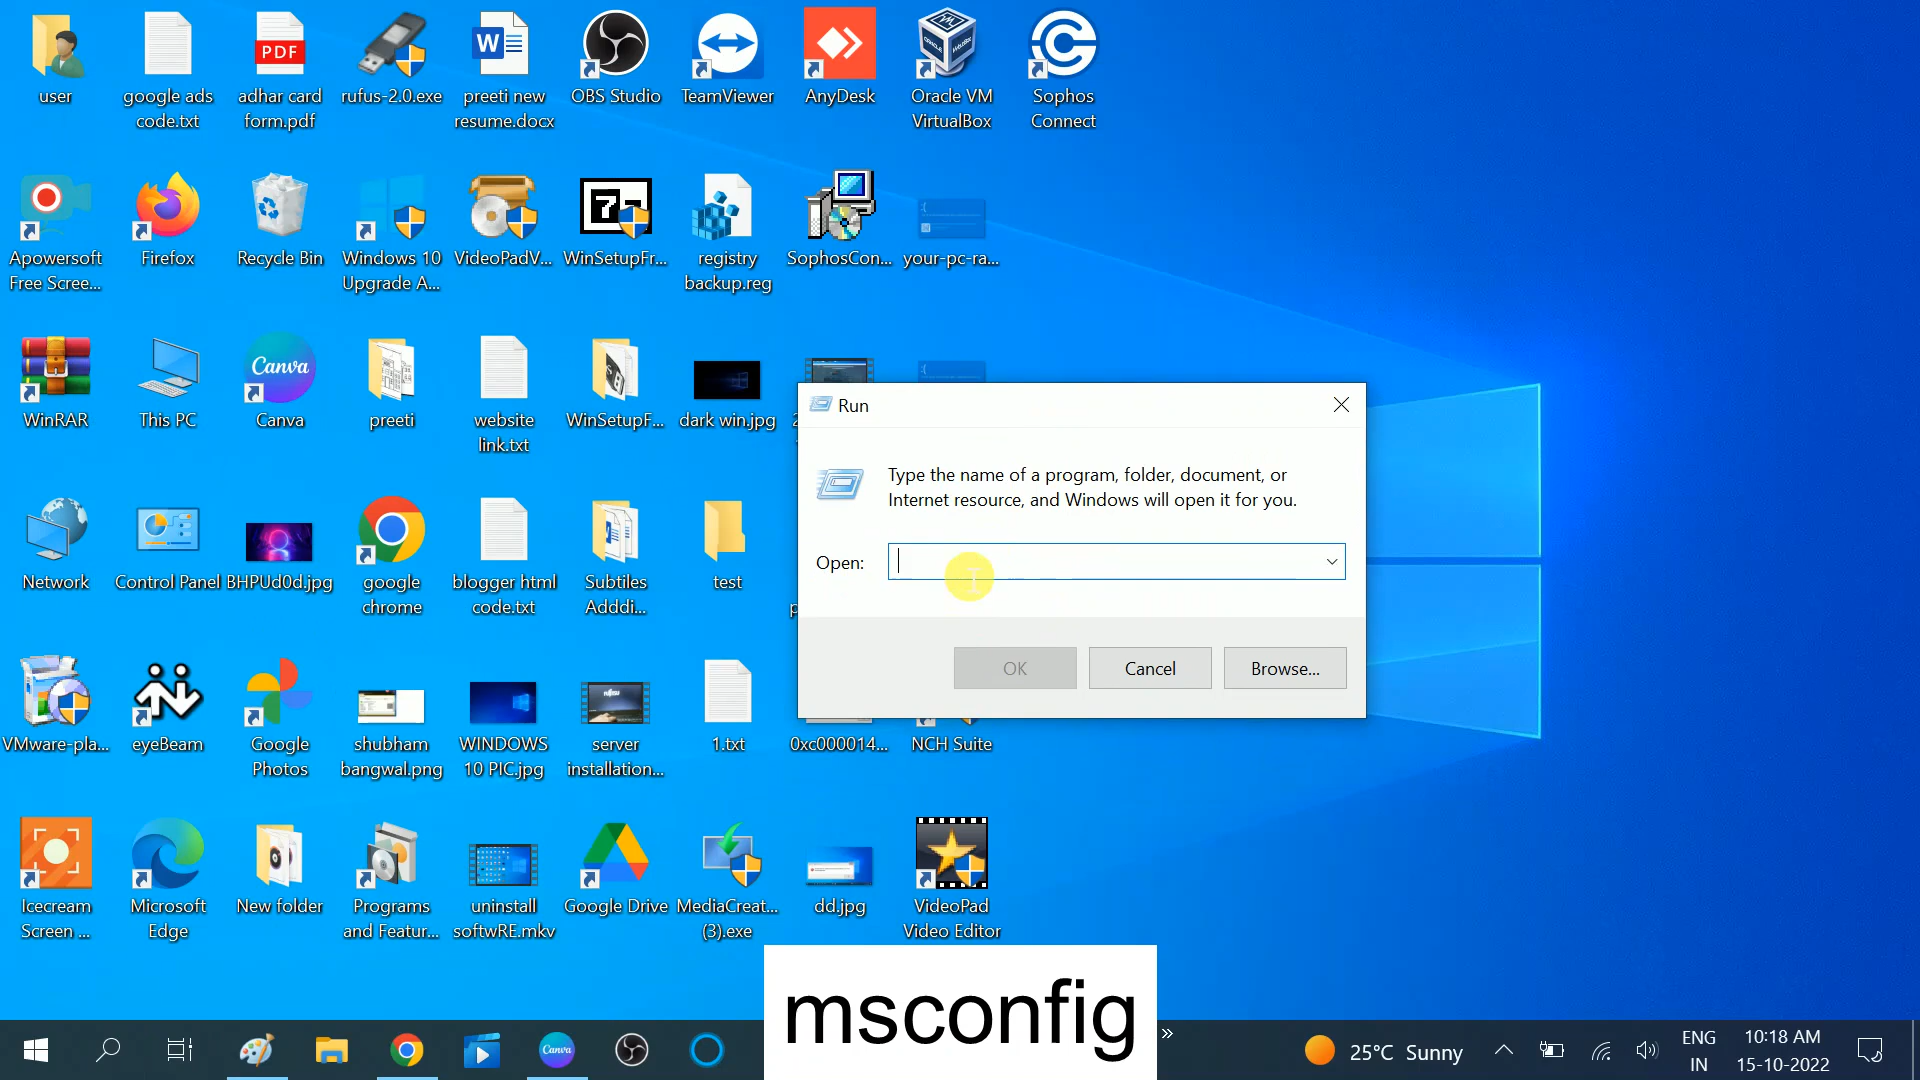 user
google ads
code.txt
adhar card
form.pdf
PDF
rufus-2.0.exe
W
preeti new
resume.docx
OBS Studio
TeamViewer
AnyDesk
Oracle VM
VirtualBox
Sophos
Connect
Apowersoft
Free Scree...
Firefox
Recycle Bin
Windows 10
Upgrade A...
VideoPadV...
WinSetupFr...
registry
backup.reg
SophosCon...
your-pc-ra...
WinRAR
This PC
Canva
Canva
preeti
website
link.txt
WinSetupF...
dark win.jpg
Network
Control Panel
BHPUd0d.jpg
google
chrome
blogger html
code.txt
Subtiles
Adddi...
test
Run
Type the name of a program, folder, document, or
Internet resource, and Windows will open it for you.
Open:
OK
Cancel
Browse...
VMware-pla...
eyeBeam
Google
Photos
shubham
bangwal.png
WINDOWS
10 PIC.jpg
server
installation...
1.txt
0xc000014...
NCH Suite
Icecream
Screen ...
Microsoft
Edge
New folder
Programs
and Featur...
uninstall
softwRE.mkv
Google Drive
MediaCreat...
(3).exe
dd.jpg
VideoPad
Video Editor
msconfig
Canva
25°C Sunny
ENG
IN
10:18 AM
15-10-2022